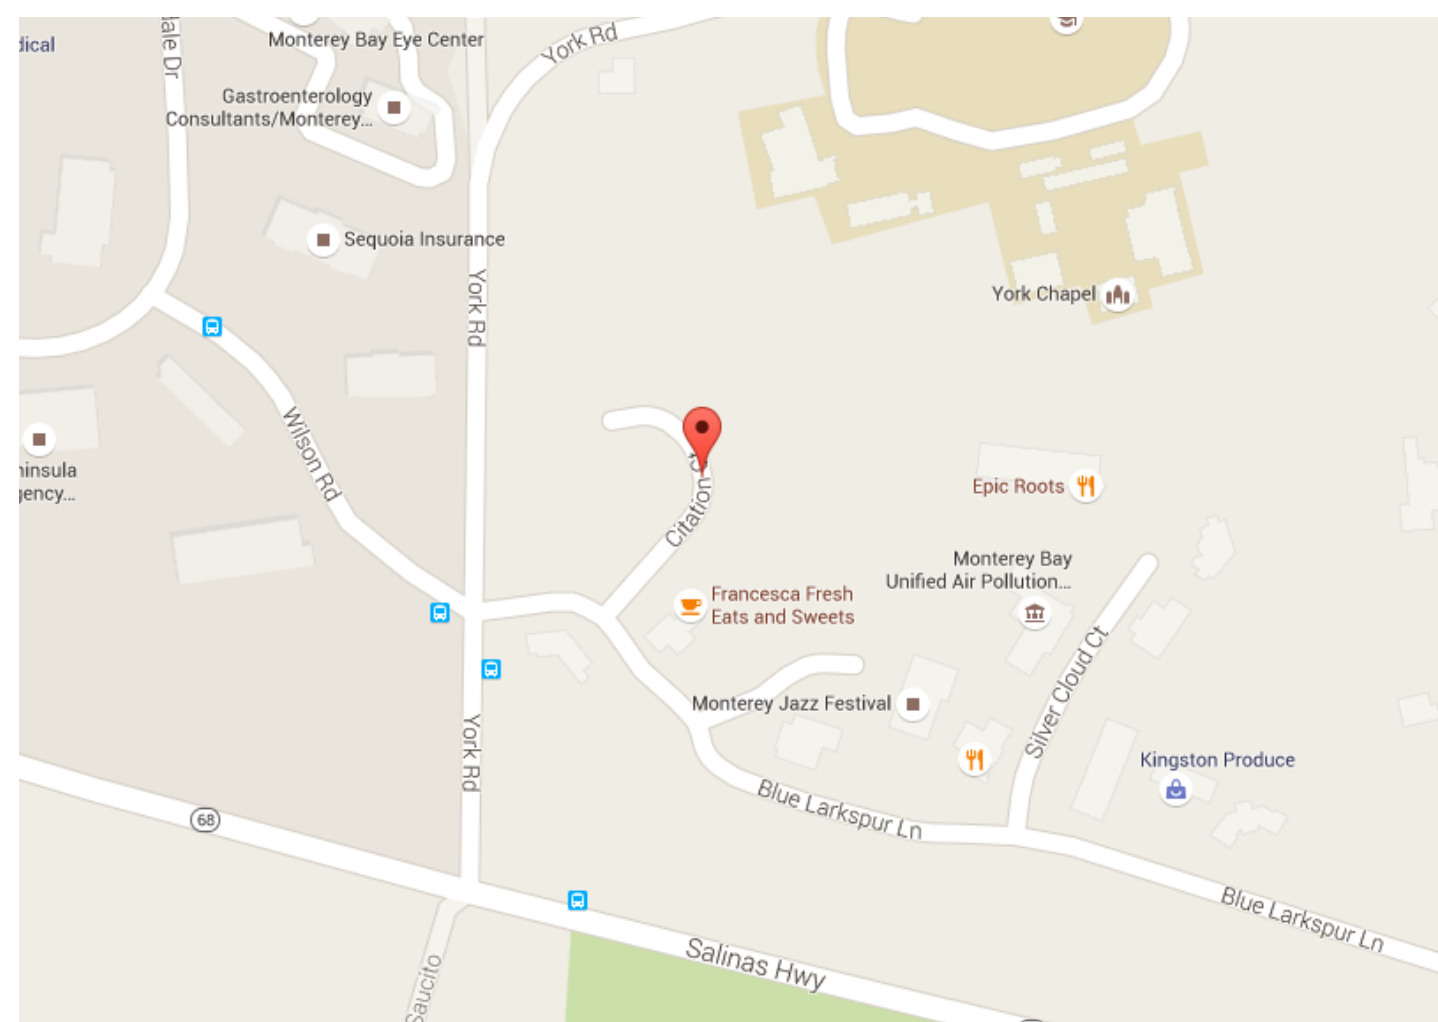 York Rd
Monterey Bay Eye Center
Gastroenterology
Consultants/Monterey...
Sequoia Insurance
York Rd
York Chapel
Wilson Rd
Citation
Epic Roots
Monterey Bay
Unified Air Pollution...
Francesca Fresh
Eats and Sweets
Silver Cloud Ct
Monterey Jazz Festival
York Rd
Kingston Produce
Blue Larkspur Ln
68
Blue Larkspur Ln
Salinas Hwy
Saucito